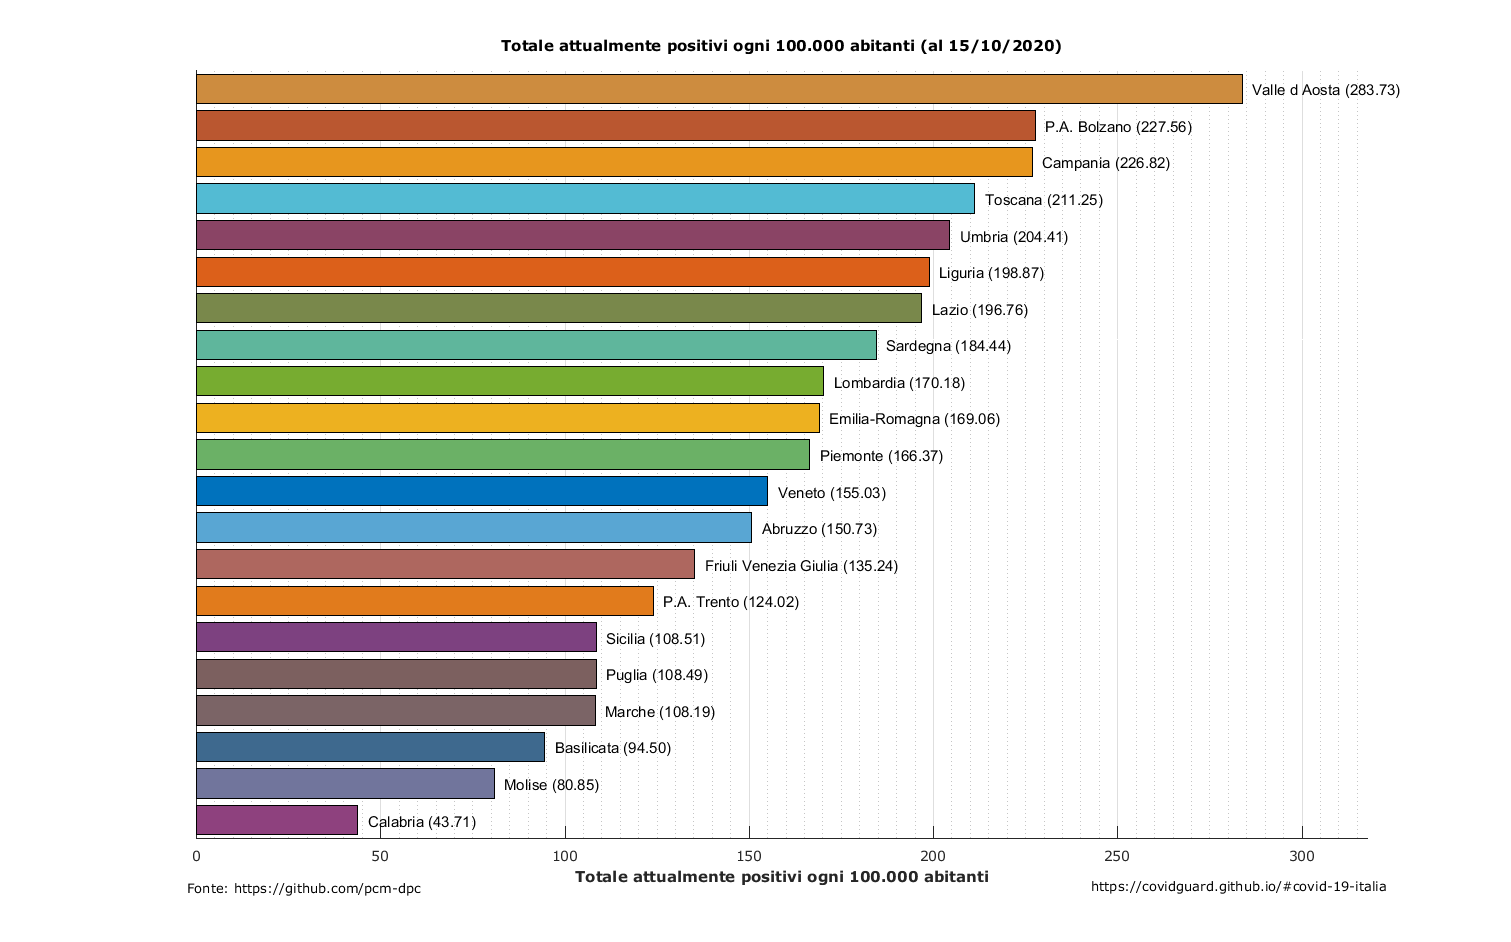 Totale attualmente positivi ogni 100.000 abitanti (al 15/10/2020)
Valle d Aosta (283.73)
P.A. Bolzano (227.56)
Campania (226.82)
Toscana (211.25)
Umbria (204.41)
Liguria (198.87)
Lazio (196.76)
Sardegna (184.44)
Lombardia (170.18)
Emilia-Romagna (169.06)
Piemonte (166.37)
Veneto (155.03)
Abruzzo (150.73)
Friuli Venezia Giulia (135.24)
P.A. Trento (124.02)
Sicilia (108.51)
Puglia (108.49)
Marche (108.19)
Basilicata (94.50)
Molise (80.85)
Calabria (43.71)
0 50 100 150 200 250 300
Totale attualmente positivi ogni 100.000 abitanti
Fonte: https://github.com/pcm-dpc
https://covidguard.github.io/#covid-19-italia